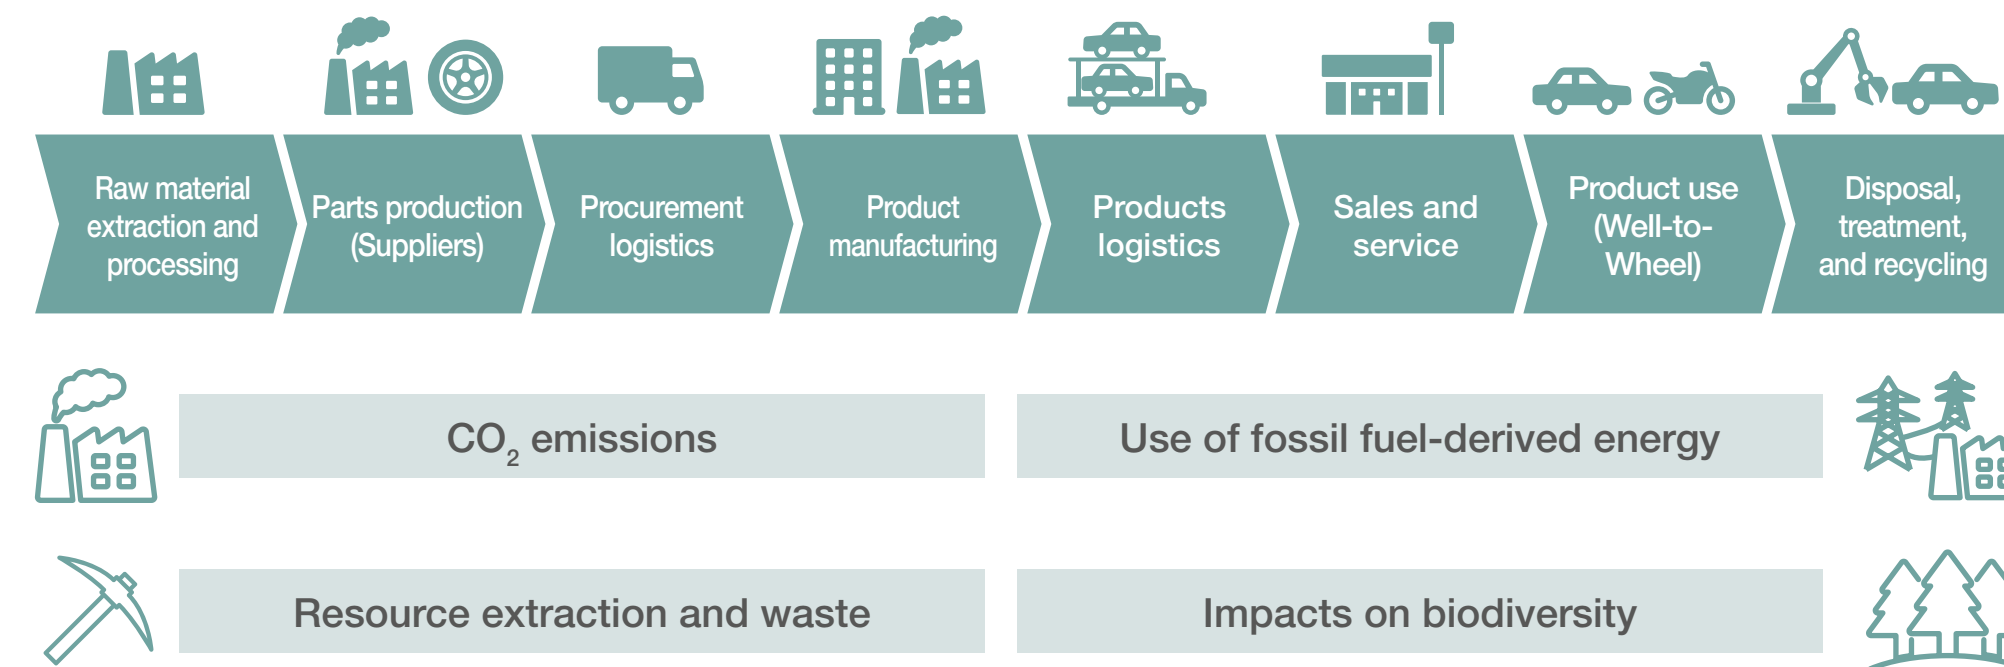 Raw material
extraction and
processing
Parts production
(Suppliers)
Procurement
logistics
Product
manufacturing
Products
logistics
Sales and
service
Product use
(Well-to-
Wheel)
Disposal,
treatment,
and recycling
CO₂ emissions
Use of fossil fuel-derived energy
Resource extraction and waste
Impacts on biodiversity